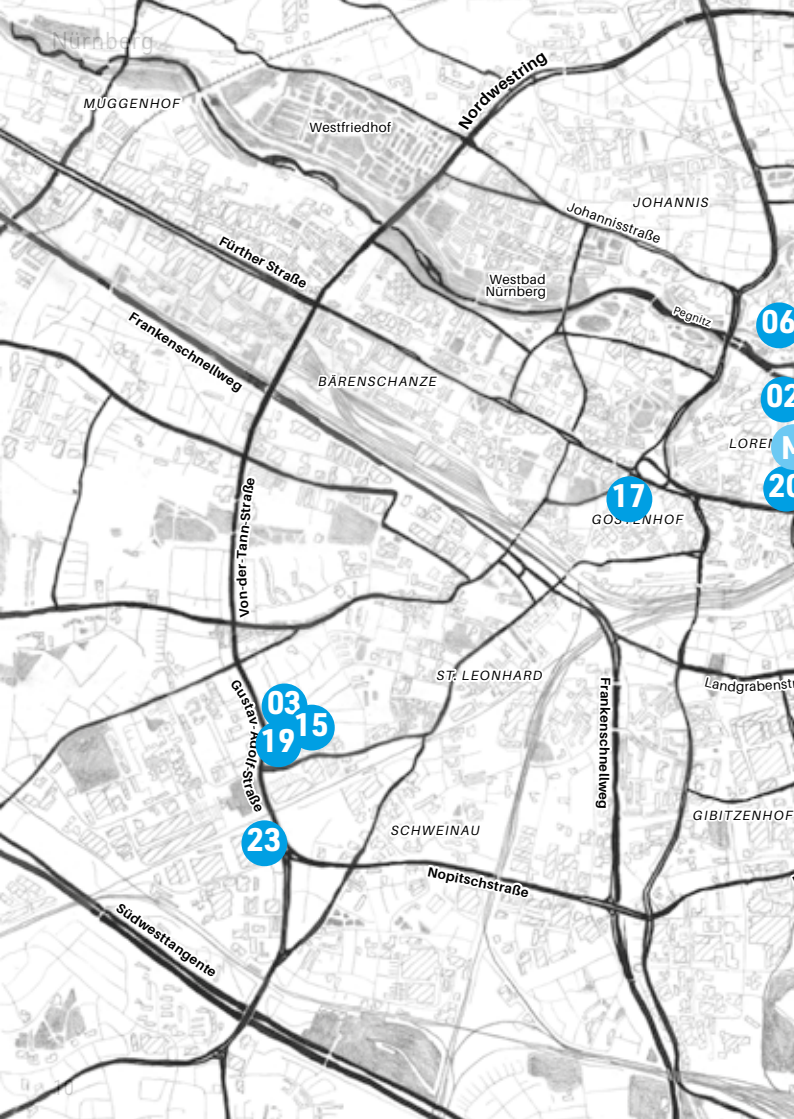 Nürnberg
MUGGENHOF
Nordwestring
Westfriedhof
JOHANNIS
Johannisstraße
Fürther Straße
Westbad
Nürnberg
Pegnitz
06
Frankenschnellweg
BÄRENSCHANZE
02
LOREN
M
20
17
GOSTENHOF
Von-der-Tann-Straße
ST. LEONHARD
Landgrabenstr
Frankenschnellweg
Gustav-Adolf-Straße
03
15
19
GIBITZENHOF
SCHWEINAU
23
Nopitschstraße
Südwesttangente
10